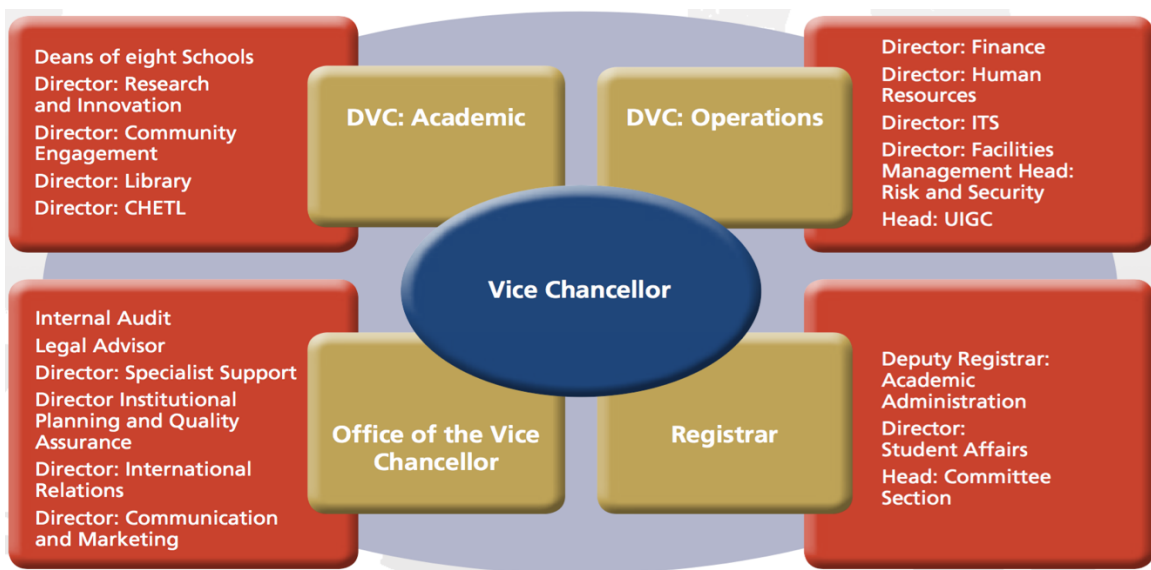 Deans of eight Schools
Director: Research
and Innovation
Director: Community
Engagement
Director: Library
Director: CHETL
DVC: Academic
DVC: Operations
Director: Finance
Director: Human
Resources
Director: ITS
Director: Facilities
Management Head:
Risk and Security
Head: UIGC
Vice Chancellor
Internal Audit
Legal Advisor
Director: Specialist Support
Director Institutional
Planning and Quality
Assurance
Director: International
Relations
Director: Communication
and Marketing
Office of the Vice
Chancellor
Registrar
Deputy Registrar:
Academic
Administration
Director:
Student Affairs
Head: Committee
Section